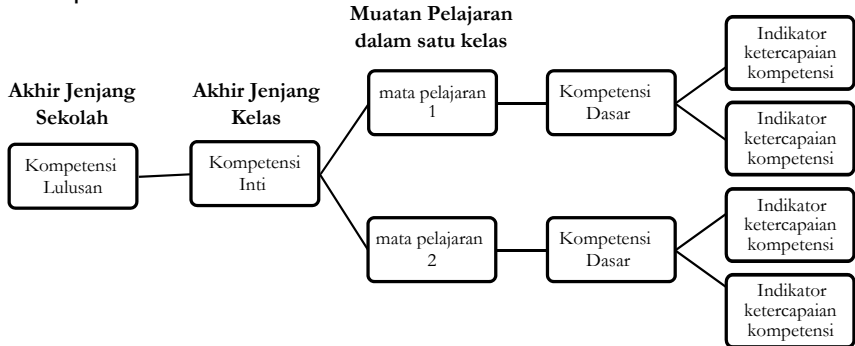 Muatan Pelajaran
dalam satu kelas
Akhir Jenjang
Sekolah
Akhir Jenjang
Kelas
Kompetensi
Lulusan
Kompetensi
Inti
mata pelajaran
1
Kompetensi
Dasar
Indikator
ketercapaian
kompetensi
Indikator
ketercapaian
kompetensi
mata pelajaran
2
Kompetensi
Dasar
Indikator
ketercapaian
kompetensi
Indikator
ketercapaian
kompetensi